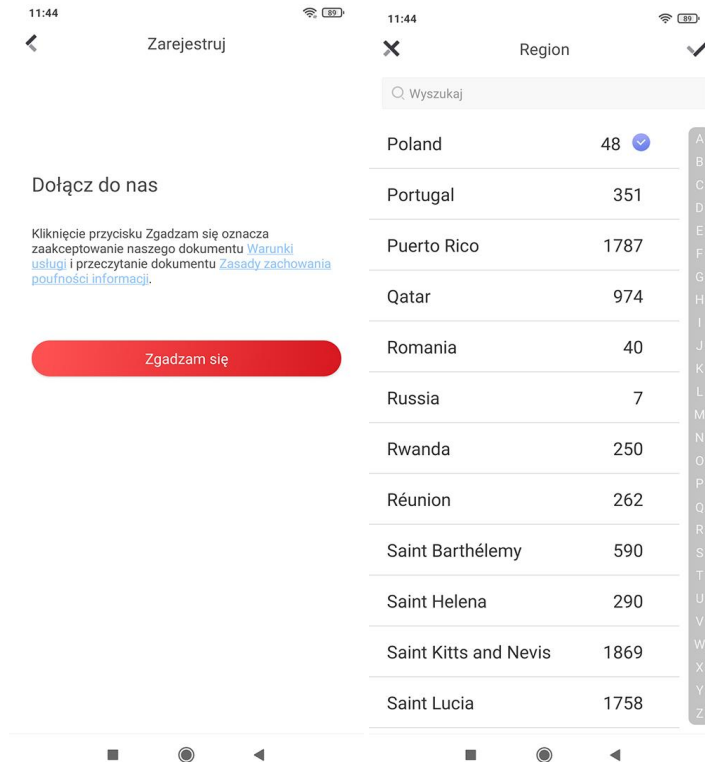 11:44
89
Zarejestruj
Dołącz do nas
Kliknięcie przycisku Zgadzam się oznacza
zaakceptowanie naszego dokumentu Warunki
usługi i przeczytanie dokumentu Zasady zachowania
poufności informacji.
Zgadzam się
11:44
89
Region
Wyszukaj
Poland 48
Portugal 351
Puerto Rico 1787
Qatar 974
Romania 40
Russia 7
Rwanda 250
Réunion 262
Saint Barthélemy 590
Saint Helena 290
Saint Kitts and Nevis 1869
Saint Lucia 1758
A
B
C
D
E
F
G
H
I
J
K
L
M
N
O
P
Q
R
S
T
U
V
W
X
Y
Z